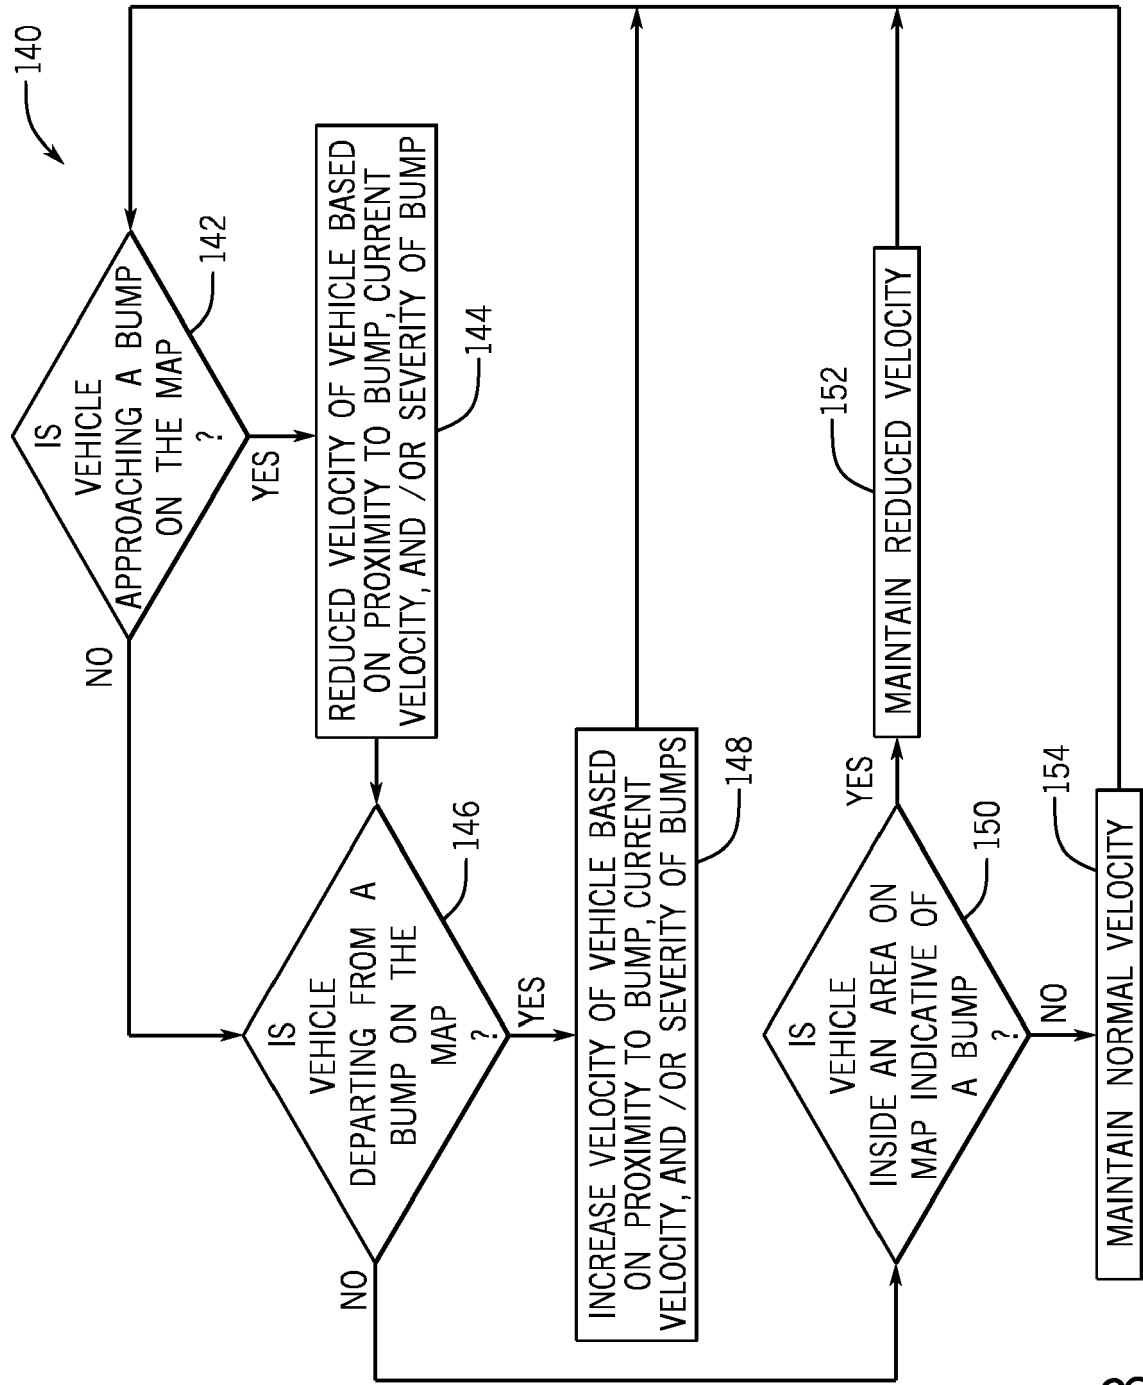 140
IS
VEHICLE
APPROACHING A BUMP
ON THE MAP
?
142
NO
YES
REDUCED VELOCITY OF VEHICLE BASED
ON PROXIMITY TO BUMP, CURRENT
VELOCITY, AND /OR SEVERITY OF BUMP
144
IS
VEHICLE
DEPARTING FROM A
BUMP ON THE
MAP
?
146
NO
YES
INCREASE VELOCITY OF VEHICLE BASED
ON PROXIMITY TO BUMP, CURRENT
VELOCITY, AND /OR SEVERITY OF BUMPS
148
IS
VEHICLE
INSIDE AN AREA ON
MAP INDICATIVE OF
A BUMP
?
150
YES
MAINTAIN REDUCED VELOCITY
152
NO
MAINTAIN NORMAL VELOCITY
154